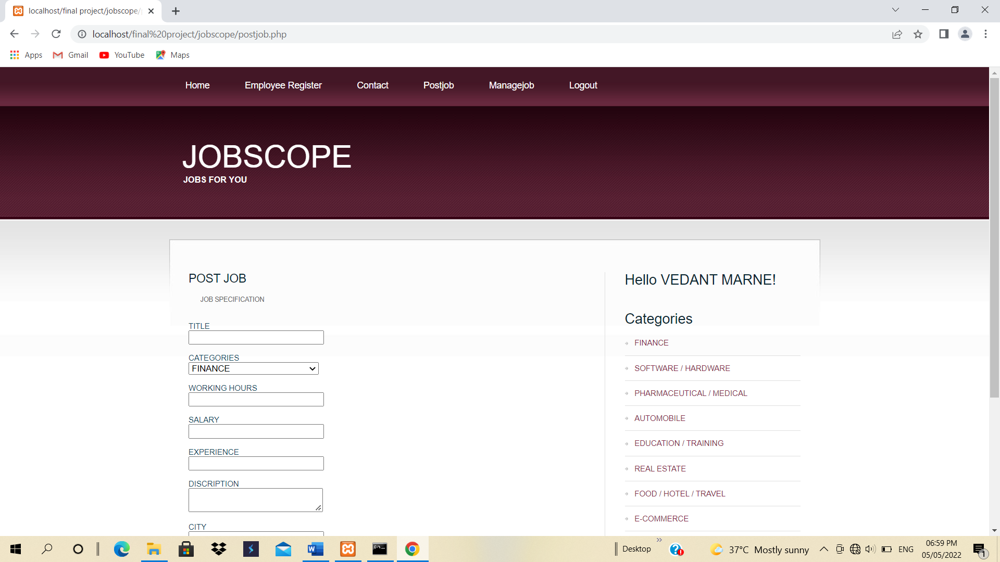 localhost/final project/jobscope/
localhost/final%20project/jobscope/postjob.php
Apps Gmail YouTube Maps
Home Employee Register Contact Postjob Managejob Logout
JOBSCOPE
JOBS FOR YOU
POST JOB
JOB SPECIFICATION
TITLE
CATEGORIES
FINANCE
WORKING HOURS
SALARY
EXPERIENCE
DISCRIPTION
CITY
Hello VEDANT MARNE!
Categories
FINANCE
SOFTWARE / HARDWARE
PHARMACEUTICAL / MEDICAL
AUTOMOBILE
EDUCATION / TRAINING
REAL ESTATE
FOOD / HOTEL / TRAVEL
E-COMMERCE
Desktop
37°C Mostly sunny
ENG
06:59 PM
05/05/2022
1